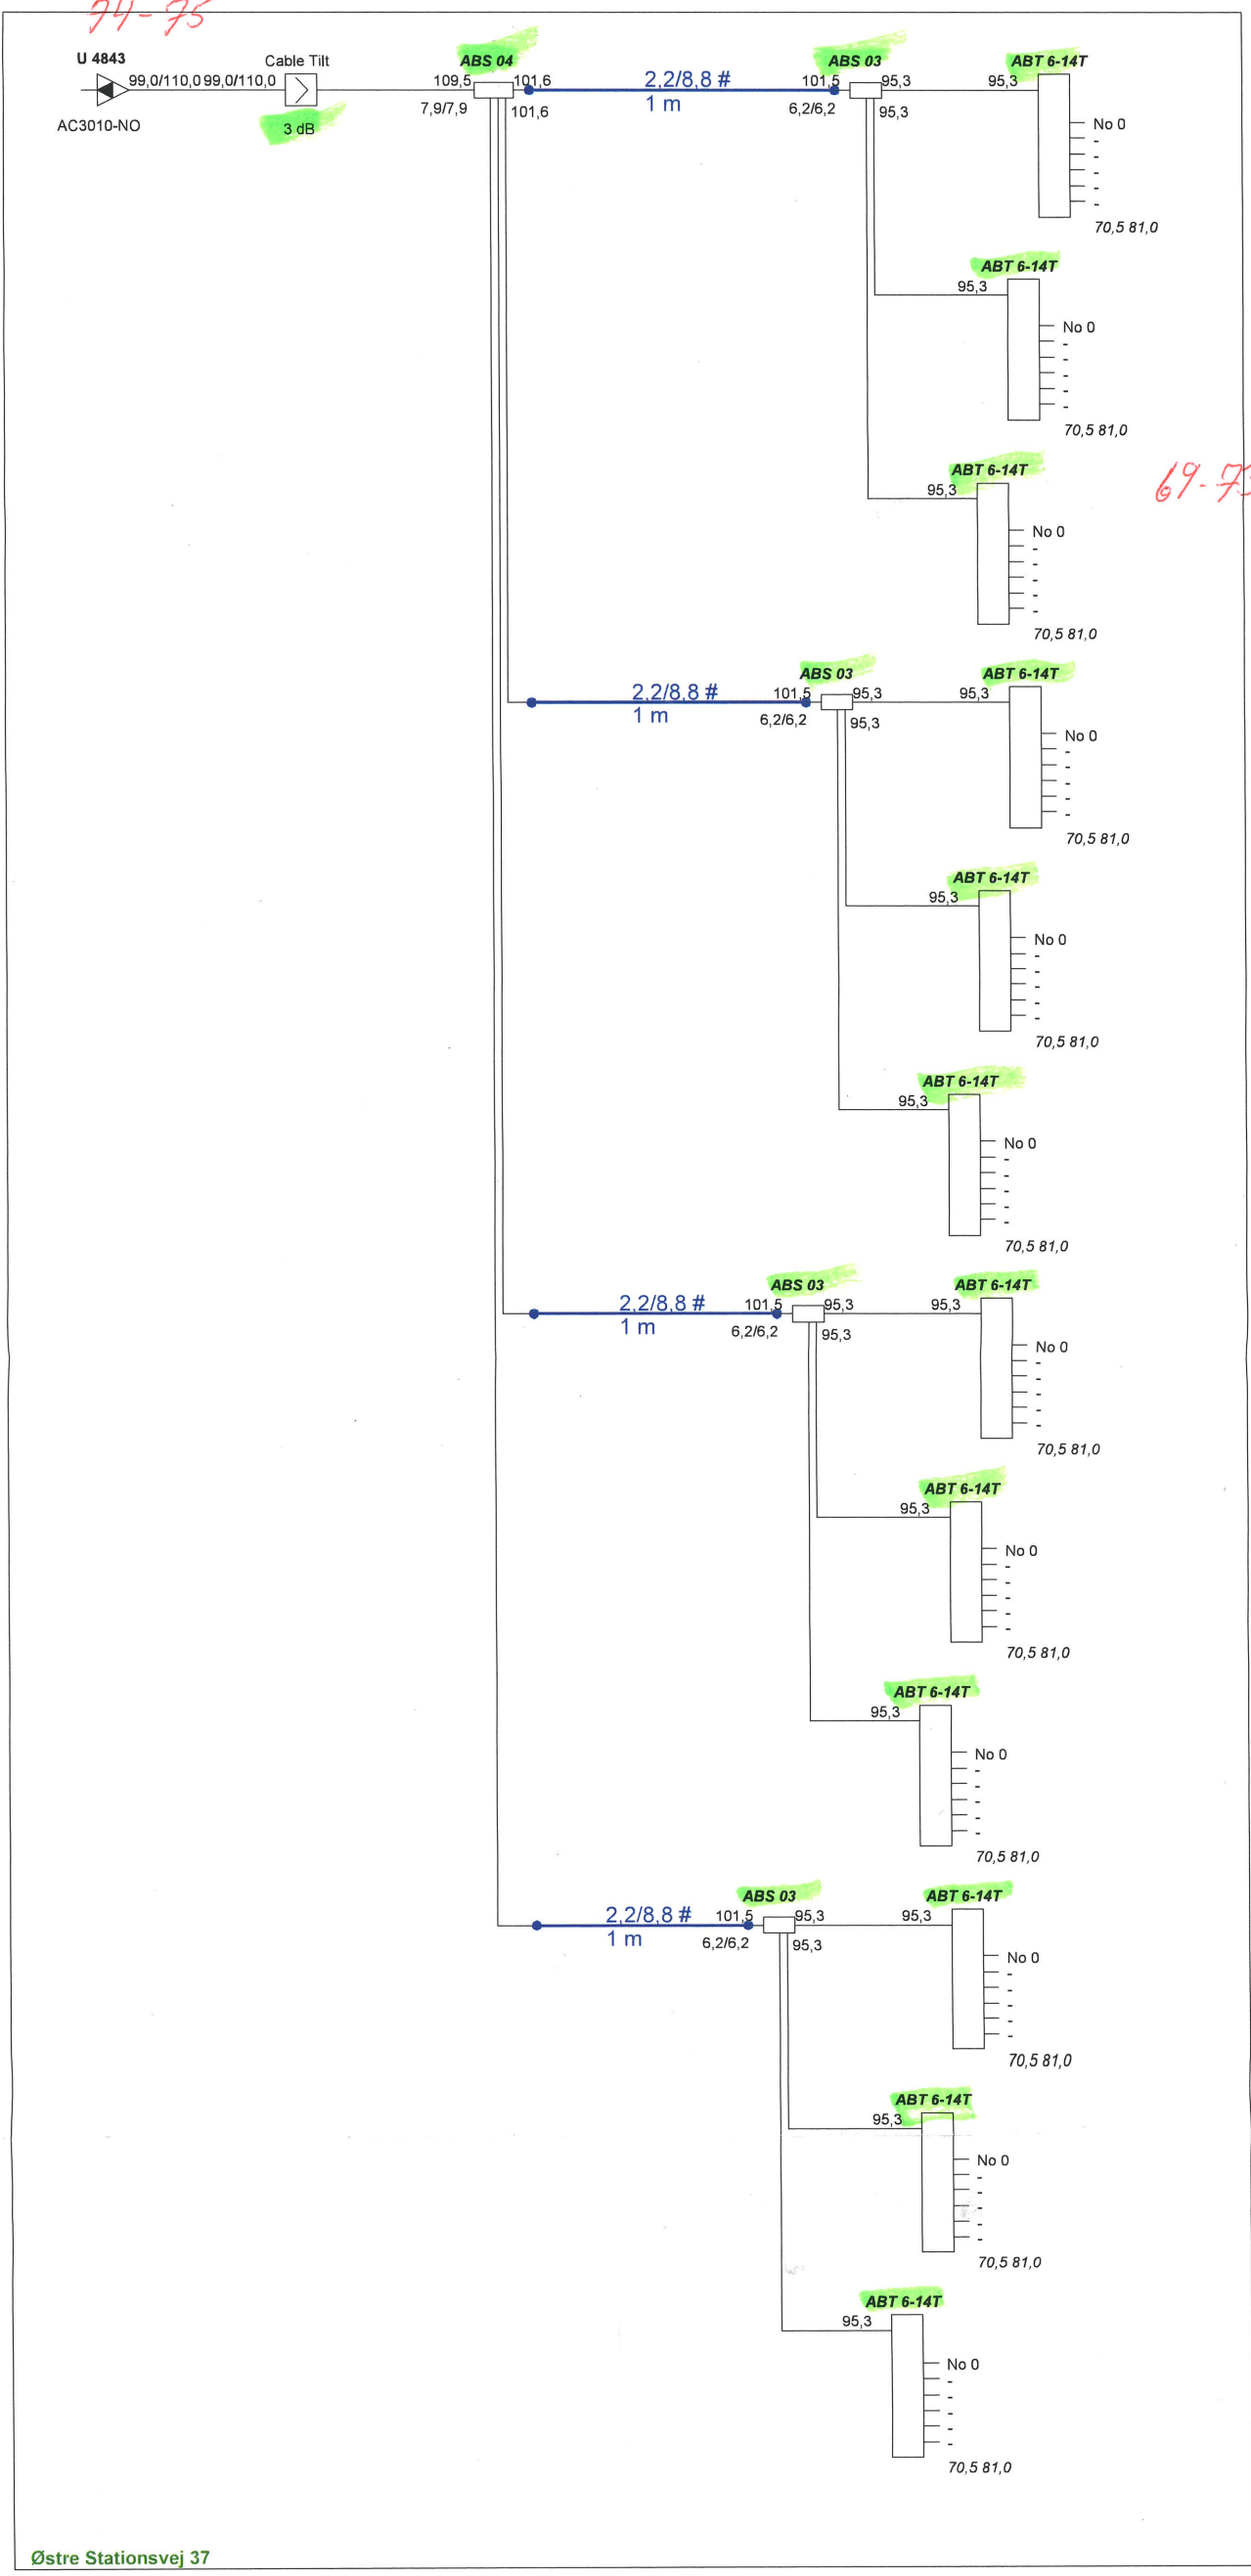 74-75
U 4843
99,0/110,0 99,0/110,0
AC3010-NO
Cable Tilt
3 dB
ABS 04
109,5
7,9/7,9
101,6
101,6
2,2/8,8 #
1 m
ABS 03
101,5
6,2/6,2
95,3
95,3
ABT 6-14T
95,3
No 0
-
-
-
-
-
70,5 81,0
ABT 6-14T
95,3
No 0
-
-
-
-
-
70,5 81,0
ABT 6-14T
95,3
69-73
No 0
-
-
-
-
-
70,5 81,0
2,2/8,8 #
1 m
ABS 03
101,5
6,2/6,2
95,3
95,3
ABT 6-14T
95,3
No 0
-
-
-
-
-
70,5 81,0
ABT 6-14T
95,3
No 0
-
-
-
-
-
70,5 81,0
ABT 6-14T
95,3
No 0
-
-
-
-
-
70,5 81,0
2,2/8,8 #
1 m
ABS 03
101,5
6,2/6,2
95,3
95,3
ABT 6-14T
95,3
No 0
-
-
-
-
-
70,5 81,0
ABT 6-14T
95,3
No 0
-
-
-
-
-
70,5 81,0
ABT 6-14T
95,3
No 0
-
-
-
-
-
70,5 81,0
2,2/8,8 #
1 m
ABS 03
101,5
6,2/6,2
95,3
95,3
ABT 6-14T
95,3
No 0
-
-
-
-
-
70,5 81,0
ABT 6-14T
95,3
No 0
-
-
-
-
-
70,5 81,0
ABT 6-14T
95,3
No 0
-
-
-
-
-
70,5 81,0
Østre Stationsvej 37